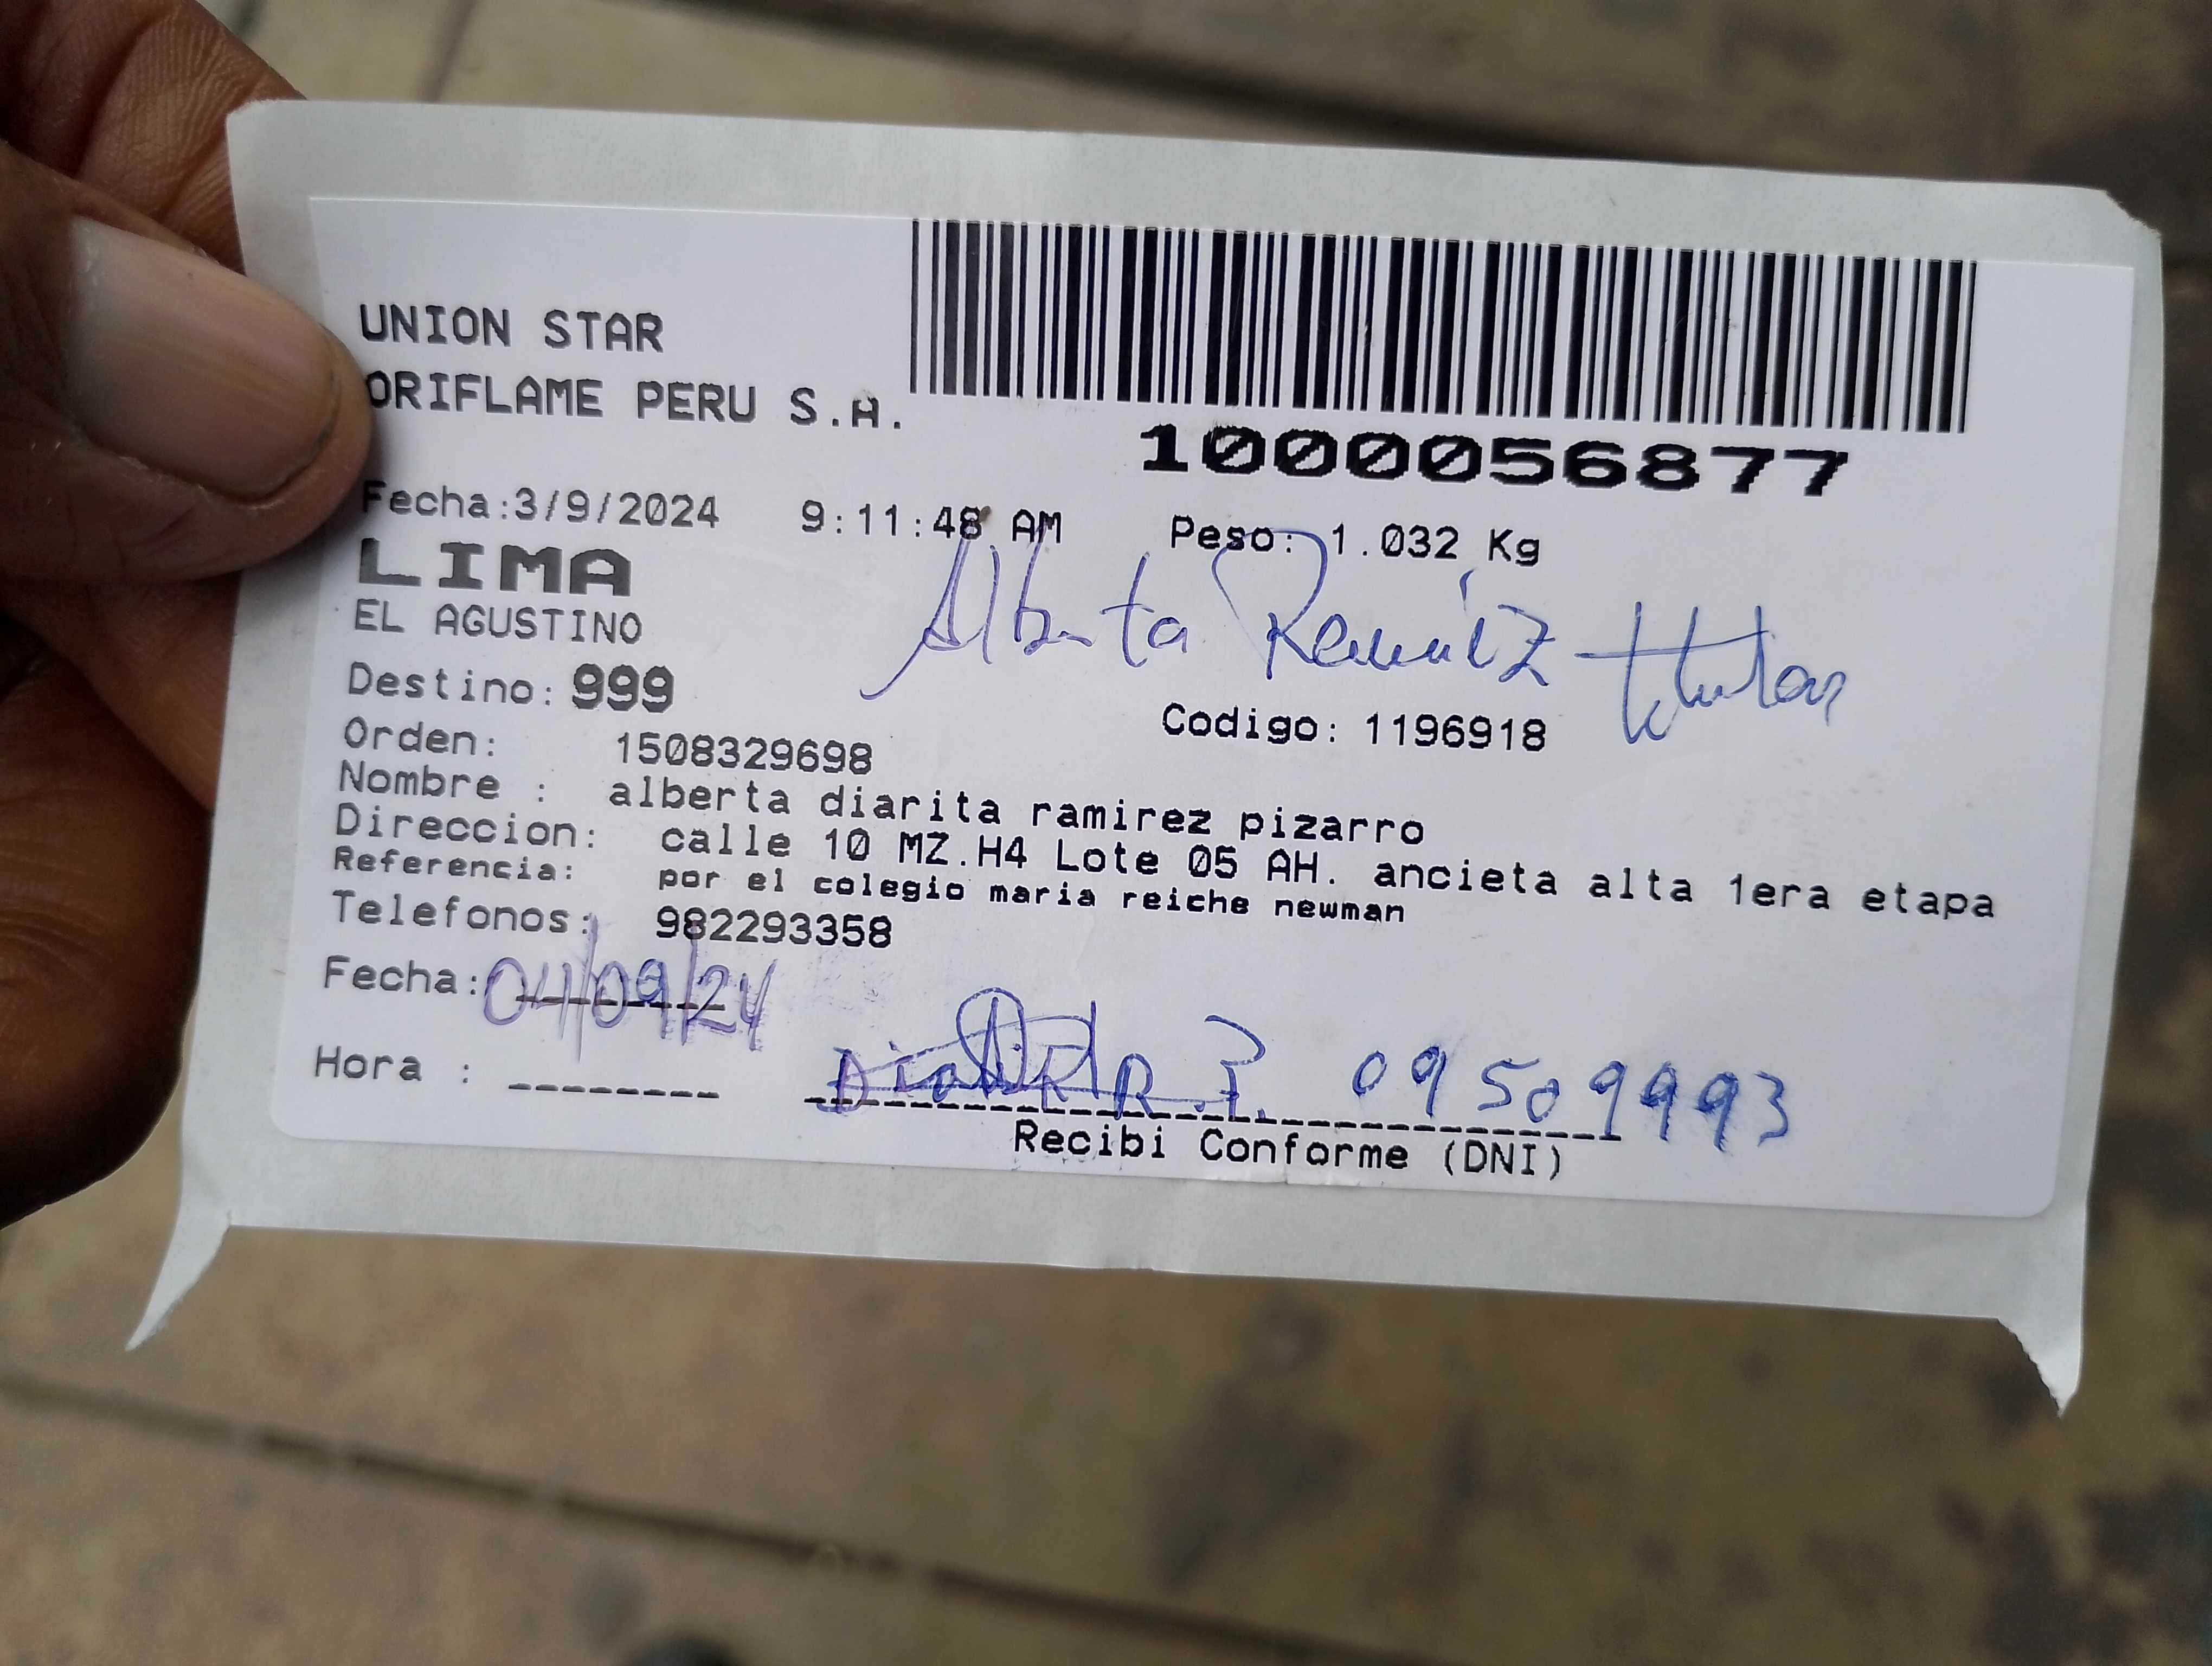 UNION STAR
ORIFLAME PERU S.A.
1000056877
Fecha:3/9/2024 9:11:48 AM Peso: 1.032 Kg
LIMA
EL AGUSTINO
Alberta Ramirez titular
Destino: 999
Codigo: 1196918
Orden: 1508329698
Nombre : alberta diarita ramirez pizarro
Direccion: calle 10 MZ.H4 Lote 05 AH. ancieta alta 1era etapa
Referencia: por el colegio maria reiche newman
Telefonos: 982293358
Fecha: 04/09/24
Hora : R.P. 09509993
Recibi Conforme (DNI)